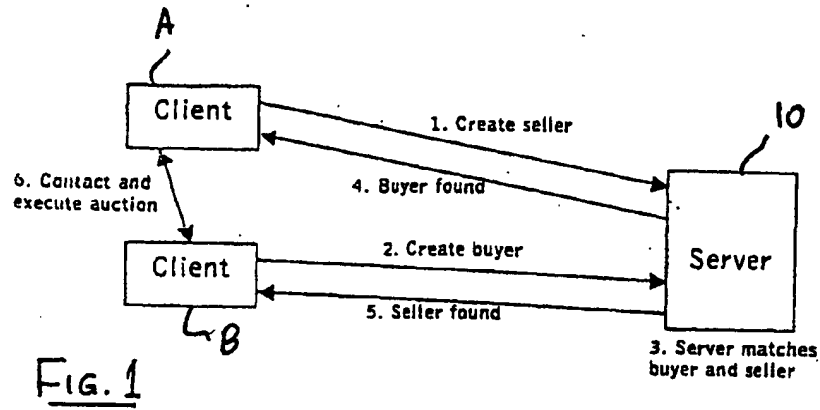 A
Client
1. Create seller
10
4. Buyer found
6. Contact and
execute auction
2. Create buyer
Client
Server
5. Seller found
B
3. Server matches
buyer and seller
FIG. 1